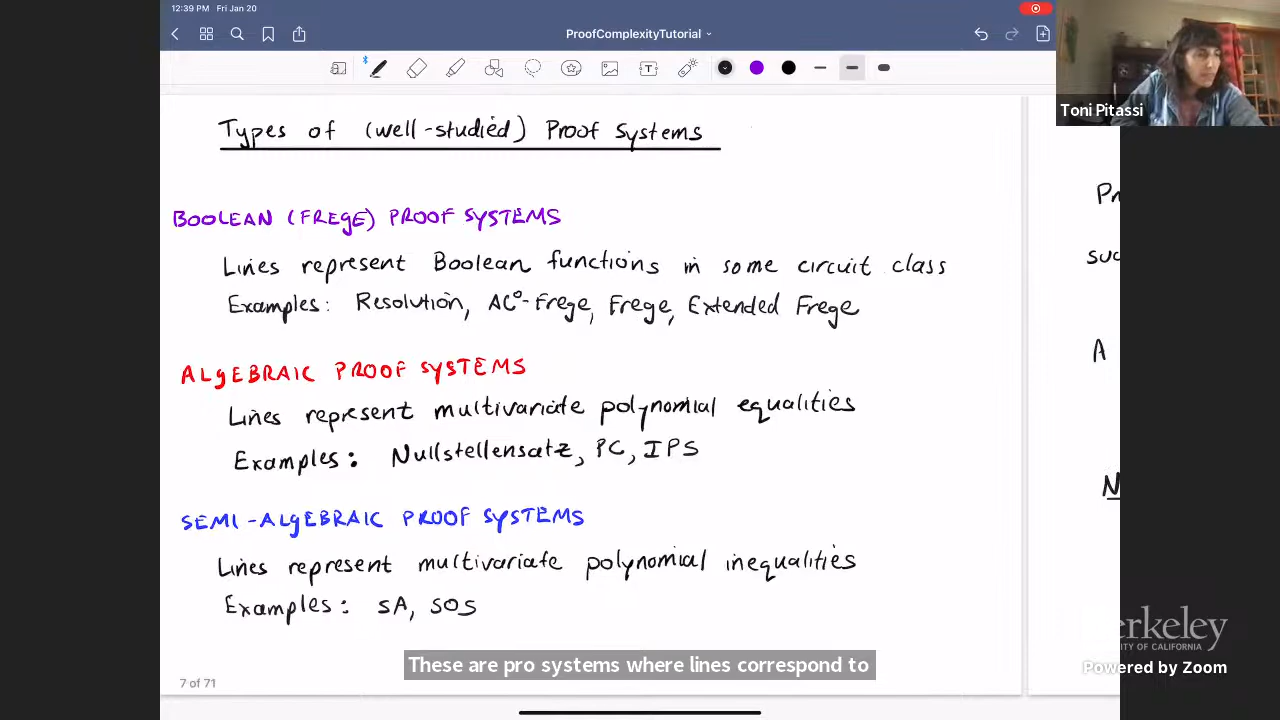 12:39 PM Fri Jan 20
ProofComplexityTutorial
Toni Pitassi
Types of (well-studied) Proof Systems
BOOLEAN (FREGE) PROOF SYSTEMS
Lines represent Boolean functions in some circuit class
Examples: Resolution, AC⁰-Frege, Frege, Extended Frege
ALGEBRAIC PROOF SYSTEMS
Lines represent multivariate polynomial equalities
Examples: Nullstellensatz, PC, IPS
SEMI-ALGEBRAIC PROOF SYSTEMS
Lines represent multivariate polynomial inequalities
Examples: SA, SOS
A
These are pro systems where lines correspond to
7 of 71
Powered by Zoom